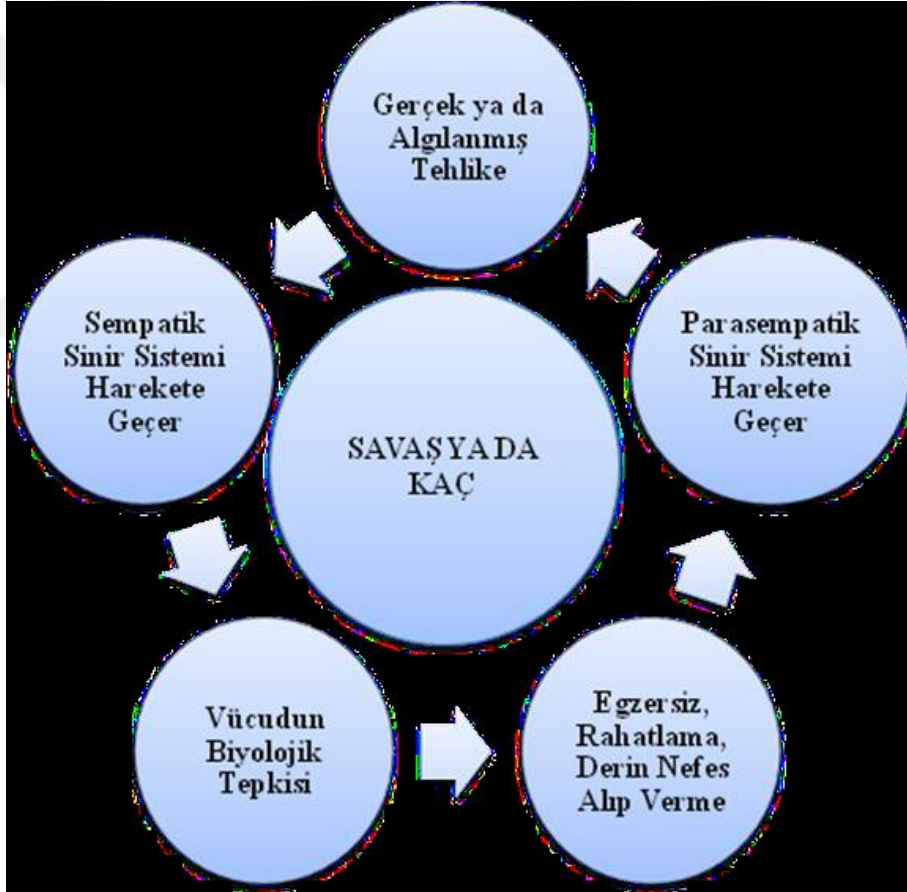 Gerçek ya da
Algılanmış
Tehlike
Sempatik
Sinir Sistemi
Harekete
Geçer
Parasempatik
Sinir Sistemi
Harekete
Geçer
SAVAŞ YA DA
KAÇ
Vücudun
Biyolojik
Tepkisi
Egzersiz,
Rahatlama,
Derin Nefes
Alıp Verme